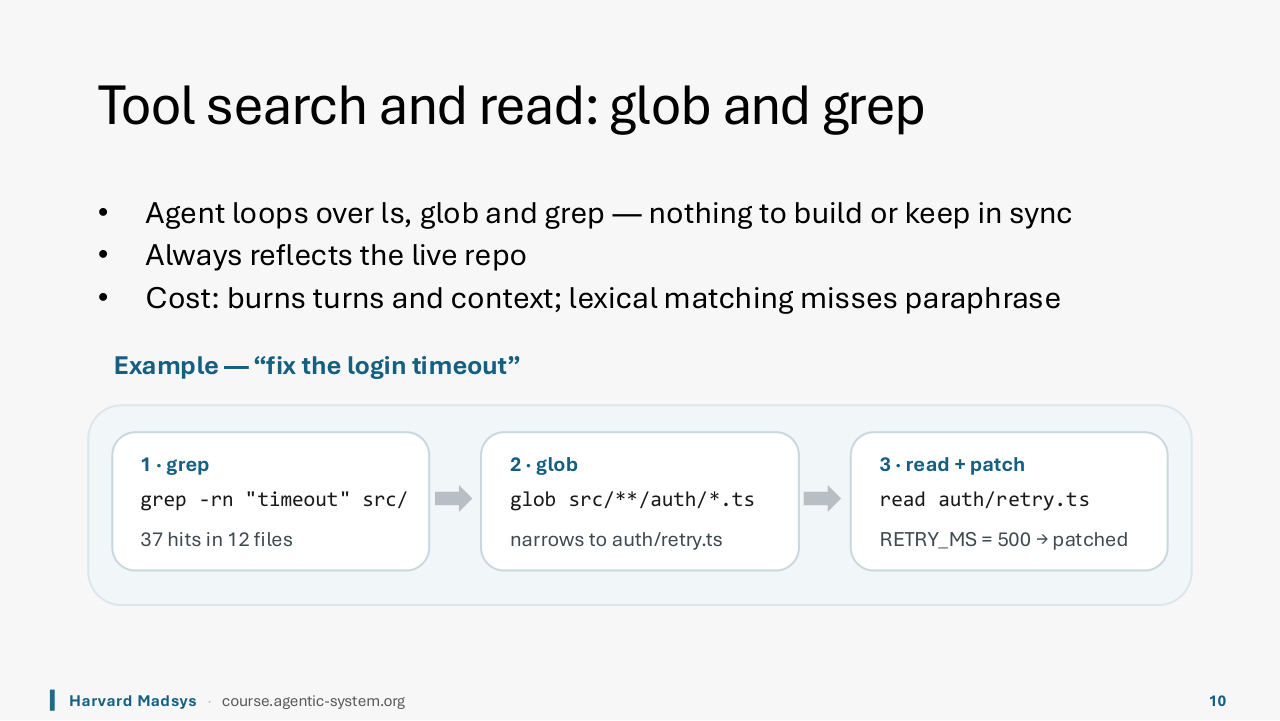 Tool search and read: glob and grep
• Agent loops over ls, glob and grep — nothing to build or keep in sync
• Always reflects the live repo
• Cost: burns turns and context; lexical matching misses paraphrase
Example — “fix the login timeout”
1 · grep
grep -rn "timeout" src/
37 hits in 12 files
2 · glob
glob src/**/auth/*.ts
narrows to auth/retry.ts
3 · read + patch
read auth/retry.ts
RETRY_MS = 500 → patched
Harvard Madsys · course.agentic-system.org
10